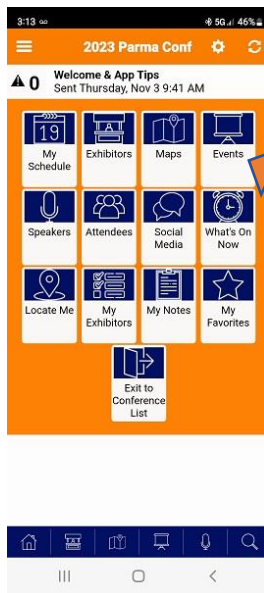 3:13
5G 46%
2023 Parma Conf
0 Welcome & App Tips
Sent Thursday, Nov 3 9:41 AM
19
My Schedule
Exhibitors
Maps
Events
Speakers
Attendees
Social Media
What's On Now
Locate Me
My Exhibitors
My Notes
My Favorites
Exit to Conference List